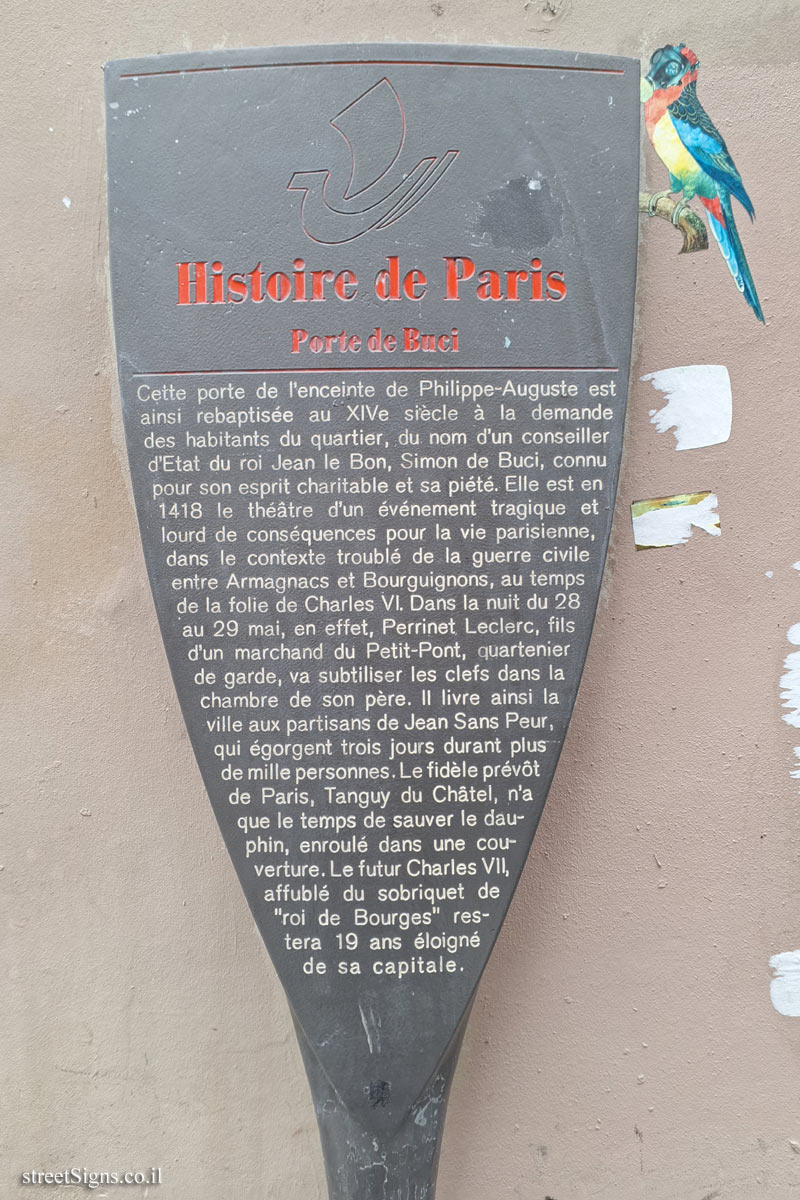 Histoire de Paris
Porte de Buci
Cette porte de l'enceinte de Philippe-Auguste est
ainsi rebaptisée au XIVe siècle à la demande
des habitants du quartier, du nom d'un conseiller
d'Etat du roi Jean le Bon, Simon de Buci, connu
pour son esprit charitable et sa piété. Elle est en
1418 le théâtre d'un événement tragique et
lourd de conséquences pour la vie parisienne,
dans le contexte troublé de la guerre civile
entre Armagnacs et Bourguignons, au temps
de la folie de Charles VI. Dans la nuit du 28
au 29 mai, en effet, Perrinet Leclerc, fils
d'un marchand du Petit-Pont, quartenier
de garde, va subtiliser les clefs dans la
chambre de son père. Il livre ainsi la
ville aux partisans de Jean Sans Peur,
qui égorgent trois jours durant plus
de mille personnes. Le fidèle prévôt
de Paris, Tanguy du Châtel, n'a
que le temps de sauver le dau-
phin, enroulé dans une cou-
verture. Le futur Charles VII,
affublé du sobriquet de
"roi de Bourges" res-
tera 19 ans éloigné
de sa capitale.
streetSigns.co.il